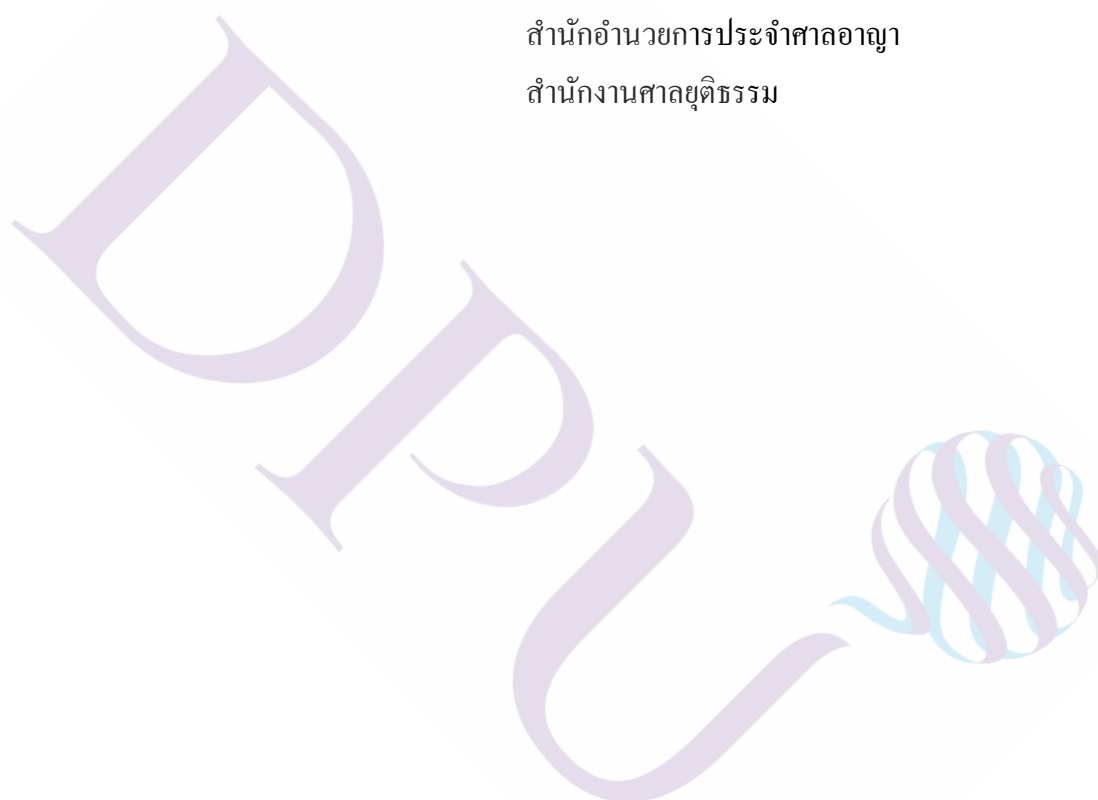 สำนักอำนวยการประจำศาลอาญา
สำนักงานศาลยุติธรรม
DPU